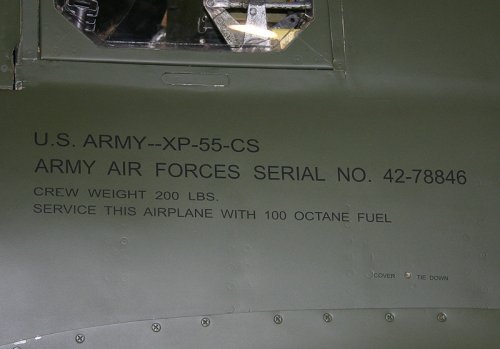 U.S. ARMY--XP-55-CS
ARMY AIR FORCES SERIAL NO. 42-78846
CREW WEIGHT 200 LBS.
SERVICE THIS AIRPLANE WITH 100 OCTANE FUEL
COVER TIE DOWN